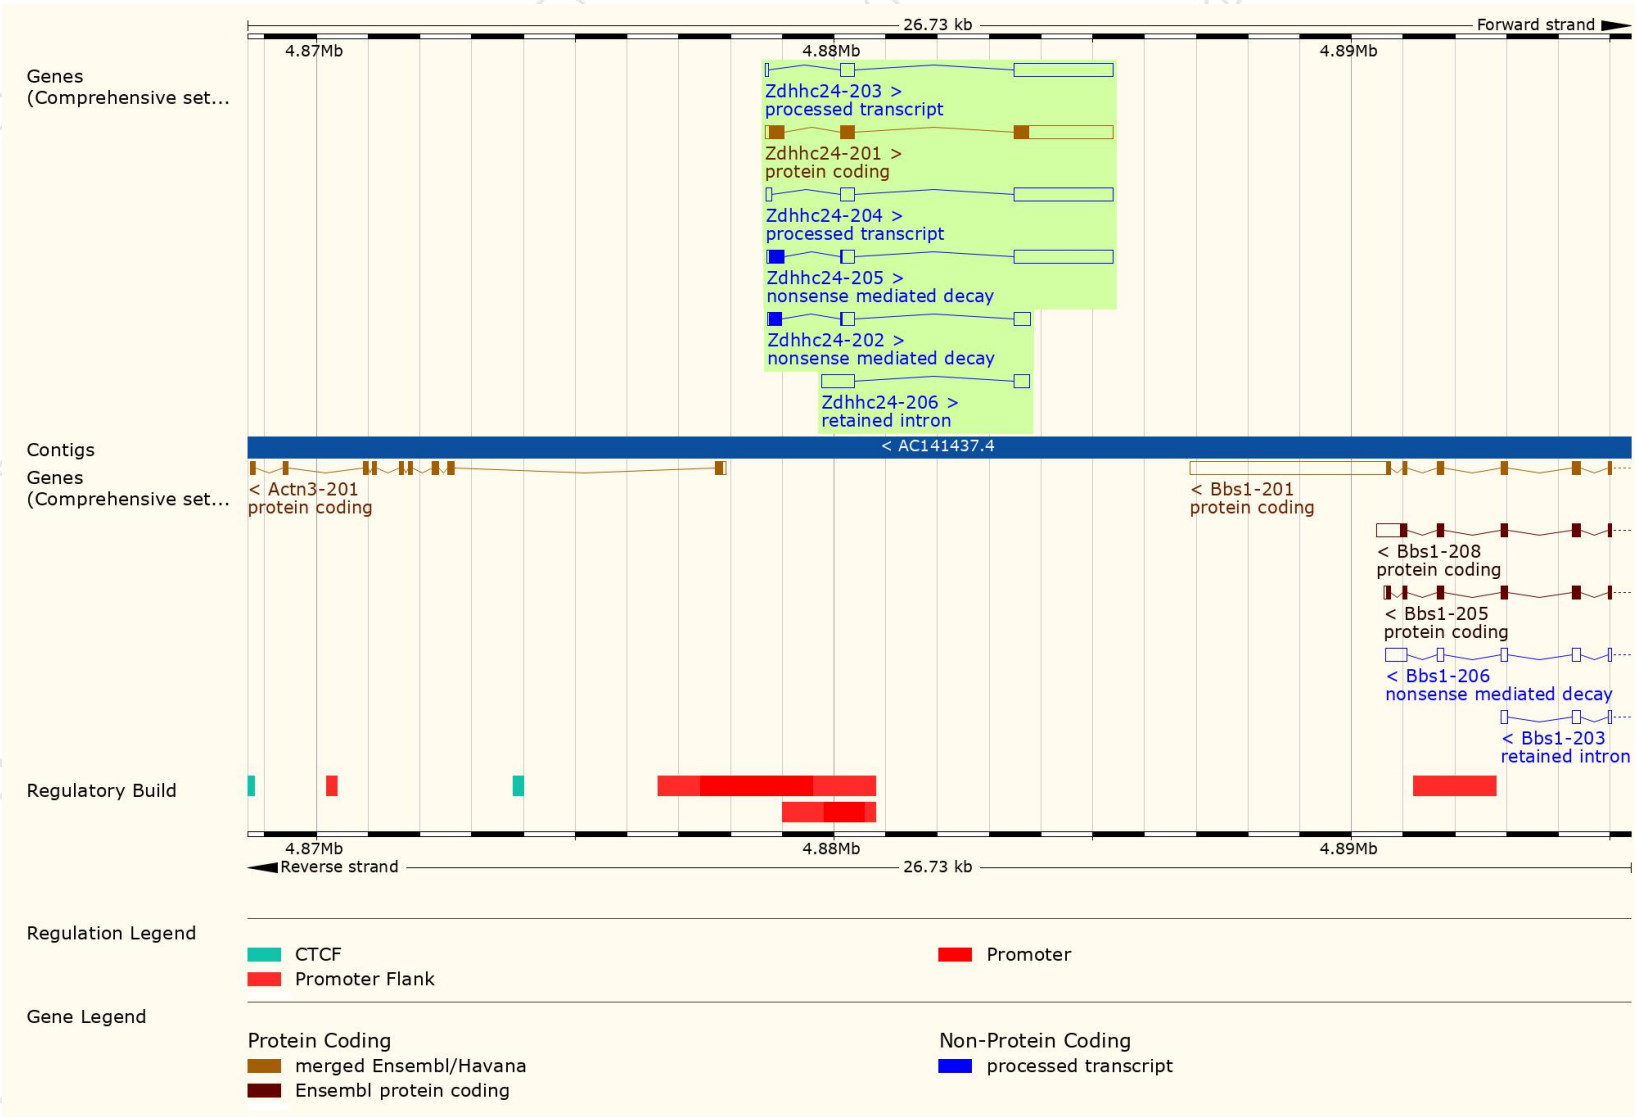 26.73 kb
Forward strand
4.87Mb
4.88Mb
4.89Mb
Genes
(Comprehensive set...
Zdhhc24-203 >
processed transcript
Zdhhc24-201 >
protein coding
Zdhhc24-204 >
processed transcript
Zdhhc24-205 >
nonsense mediated decay
Zdhhc24-202 >
nonsense mediated decay
Zdhhc24-206 >
retained intron
Contigs
< AC141437.4
Genes
(Comprehensive set...
< Actn3-201
protein coding
< Bbs1-201
protein coding
< Bbs1-208
protein coding
< Bbs1-205
protein coding
< Bbs1-206
nonsense mediated decay
< Bbs1-203
retained intron
Regulatory Build
4.87Mb
4.88Mb
4.89Mb
Reverse strand
26.73 kb
Regulation Legend
CTCF
Promoter
Promoter Flank
Gene Legend
Protein Coding
Non-Protein Coding
merged Ensembl/Havana
processed transcript
Ensembl protein coding